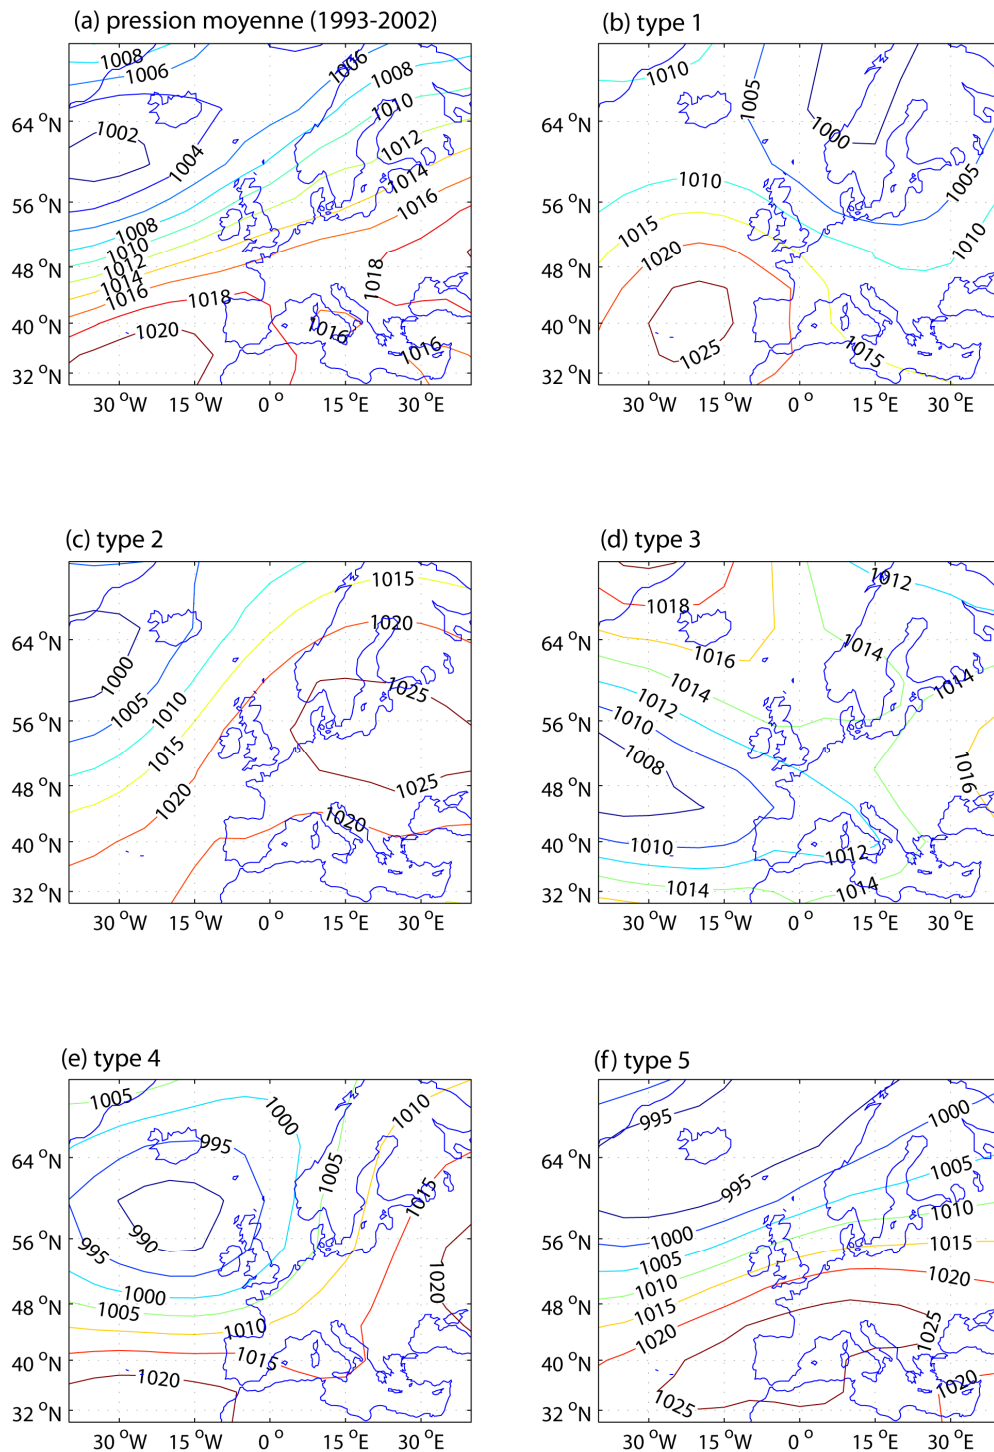 (a) pression moyenne (1993-2002)
1008
1006
1006
1008
1010
1002
1004
1012
1014
1016
1008
1010
1012
1014
1016
1018
1018
1020
1016
1016
64 °N
56 °N
48 °N
40 °N
32 °N
30 °W
15 °W
0 °
15 °E
30 °E
(b) type 1
1010
1005
1000
1010
1005
1015
1010
1020
1025
1015
64 °N
56 °N
48 °N
40 °N
32 °N
30 °W
15 °W
0 °
15 °E
30 °E
(c) type 2
1015
1020
1000
1025
1005
1010
1015
1020
1025
1020
64 °N
56 °N
48 °N
40 °N
32 °N
30 °W
15 °W
0 °
15 °E
30 °E
(d) type 3
1012
1018
1016
1014
1014
1014
1012
1010
1008
1016
1010
1012
1014
1014
64 °N
56 °N
48 °N
40 °N
32 °N
30 °W
15 °W
0 °
15 °E
30 °E
(e) type 4
1005
1000
1010
995
1005
1015
990
995
1000
1005
1020
1010
1015
1020
64 °N
56 °N
48 °N
40 °N
32 °N
30 °W
15 °W
0 °
15 °E
30 °E
(f) type 5
995
1000
1005
995
1010
1000
1015
1005
1020
1010
1015
1020
1025
1020
1025
64 °N
56 °N
48 °N
40 °N
32 °N
30 °W
15 °W
0 °
15 °E
30 °E